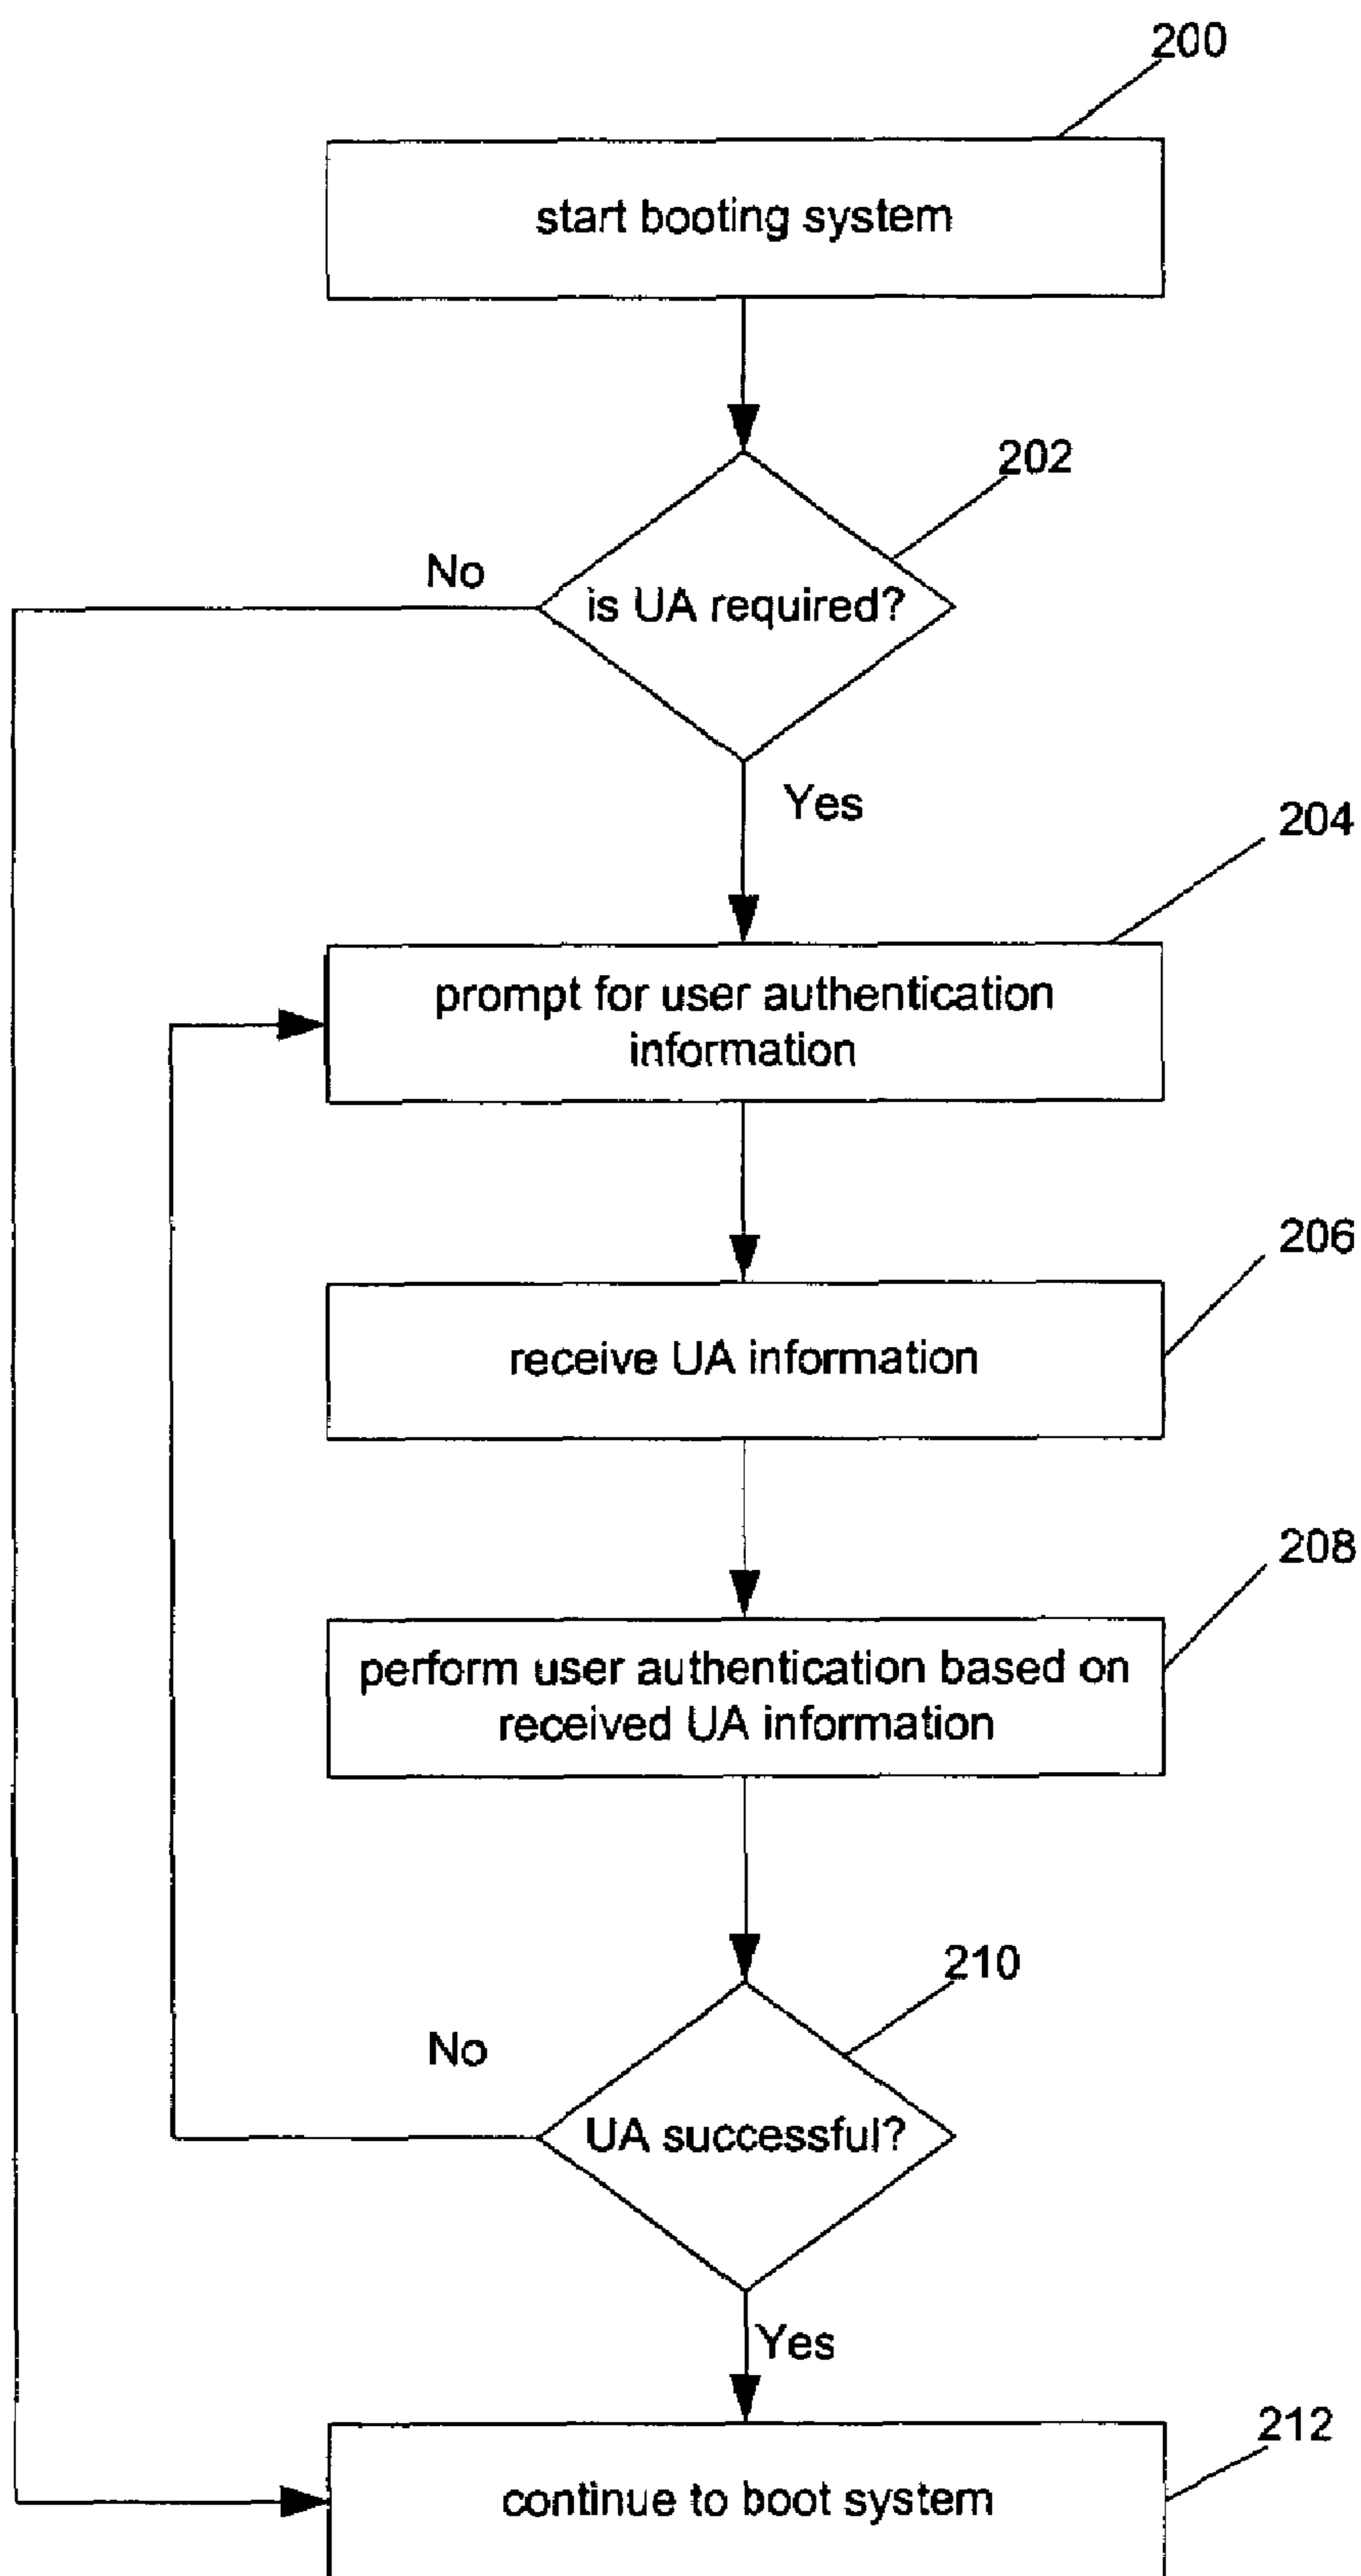 200
start booting system
202
No
is UA required?
Yes
204
prompt for user authentication
information
206
receive UA information
208
perform user authentication based on
received UA information
210
No
UA successful?
Yes
212
continue to boot system